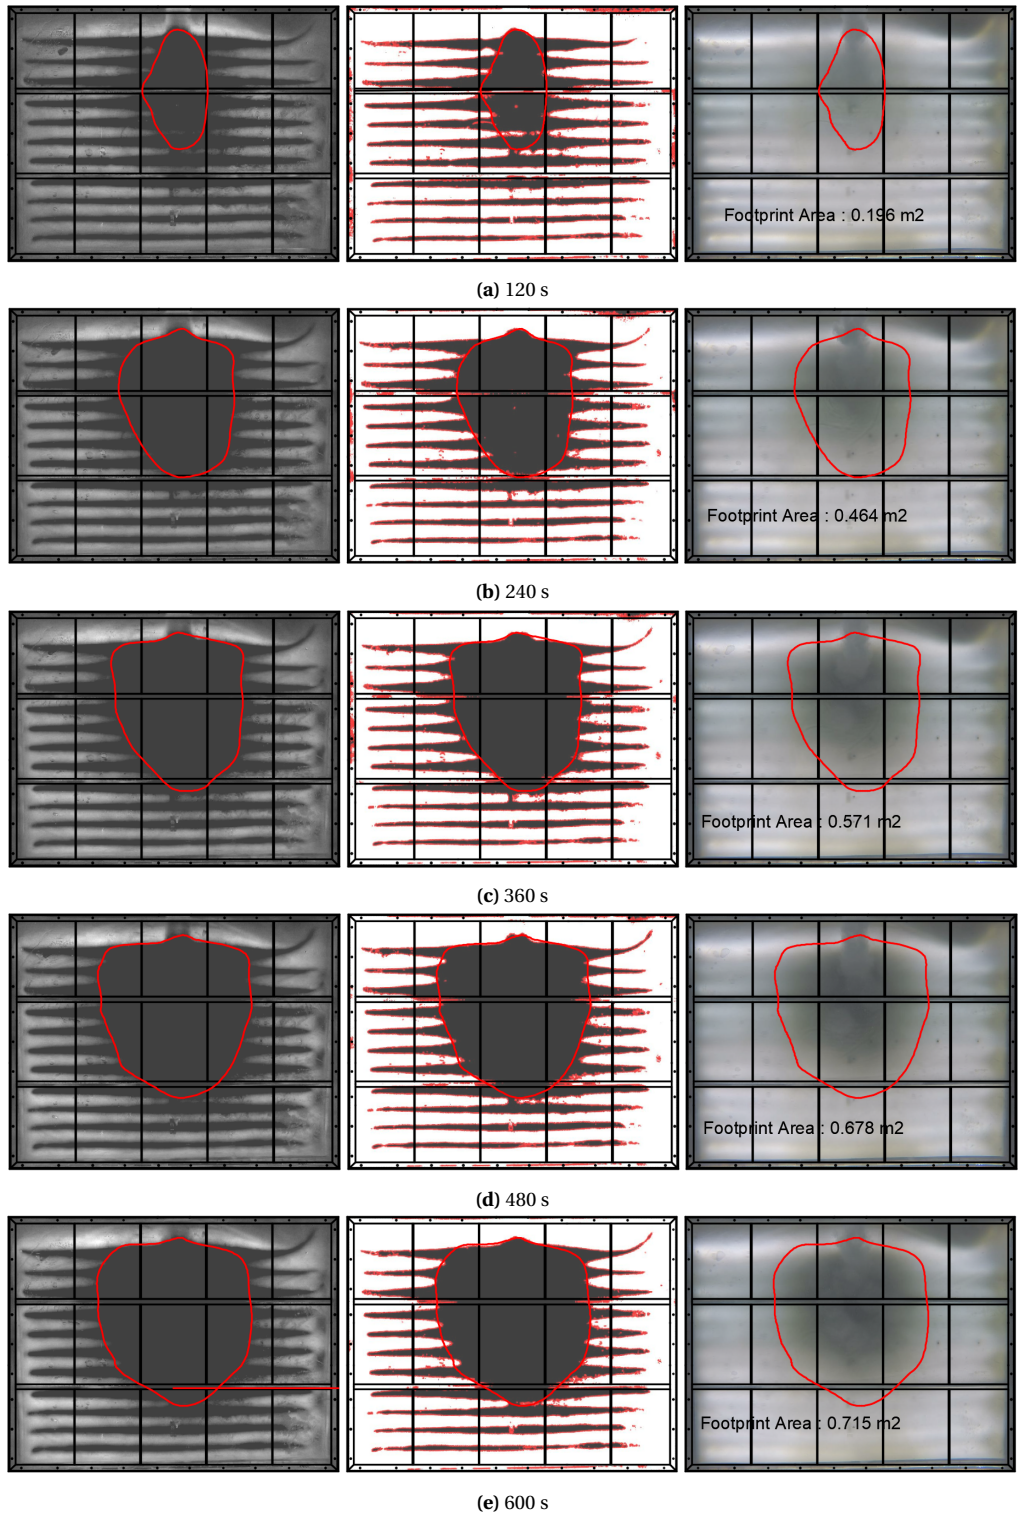 Footprint Area : 0.196 m2
(a) 120 s
Footprint Area : 0.464 m2
(b) 240 s
Footprint Area : 0.571 m2
(c) 360 s
Footprint Area : 0.678 m2
(d) 480 s
Footprint Area : 0.715 m2
(e) 600 s